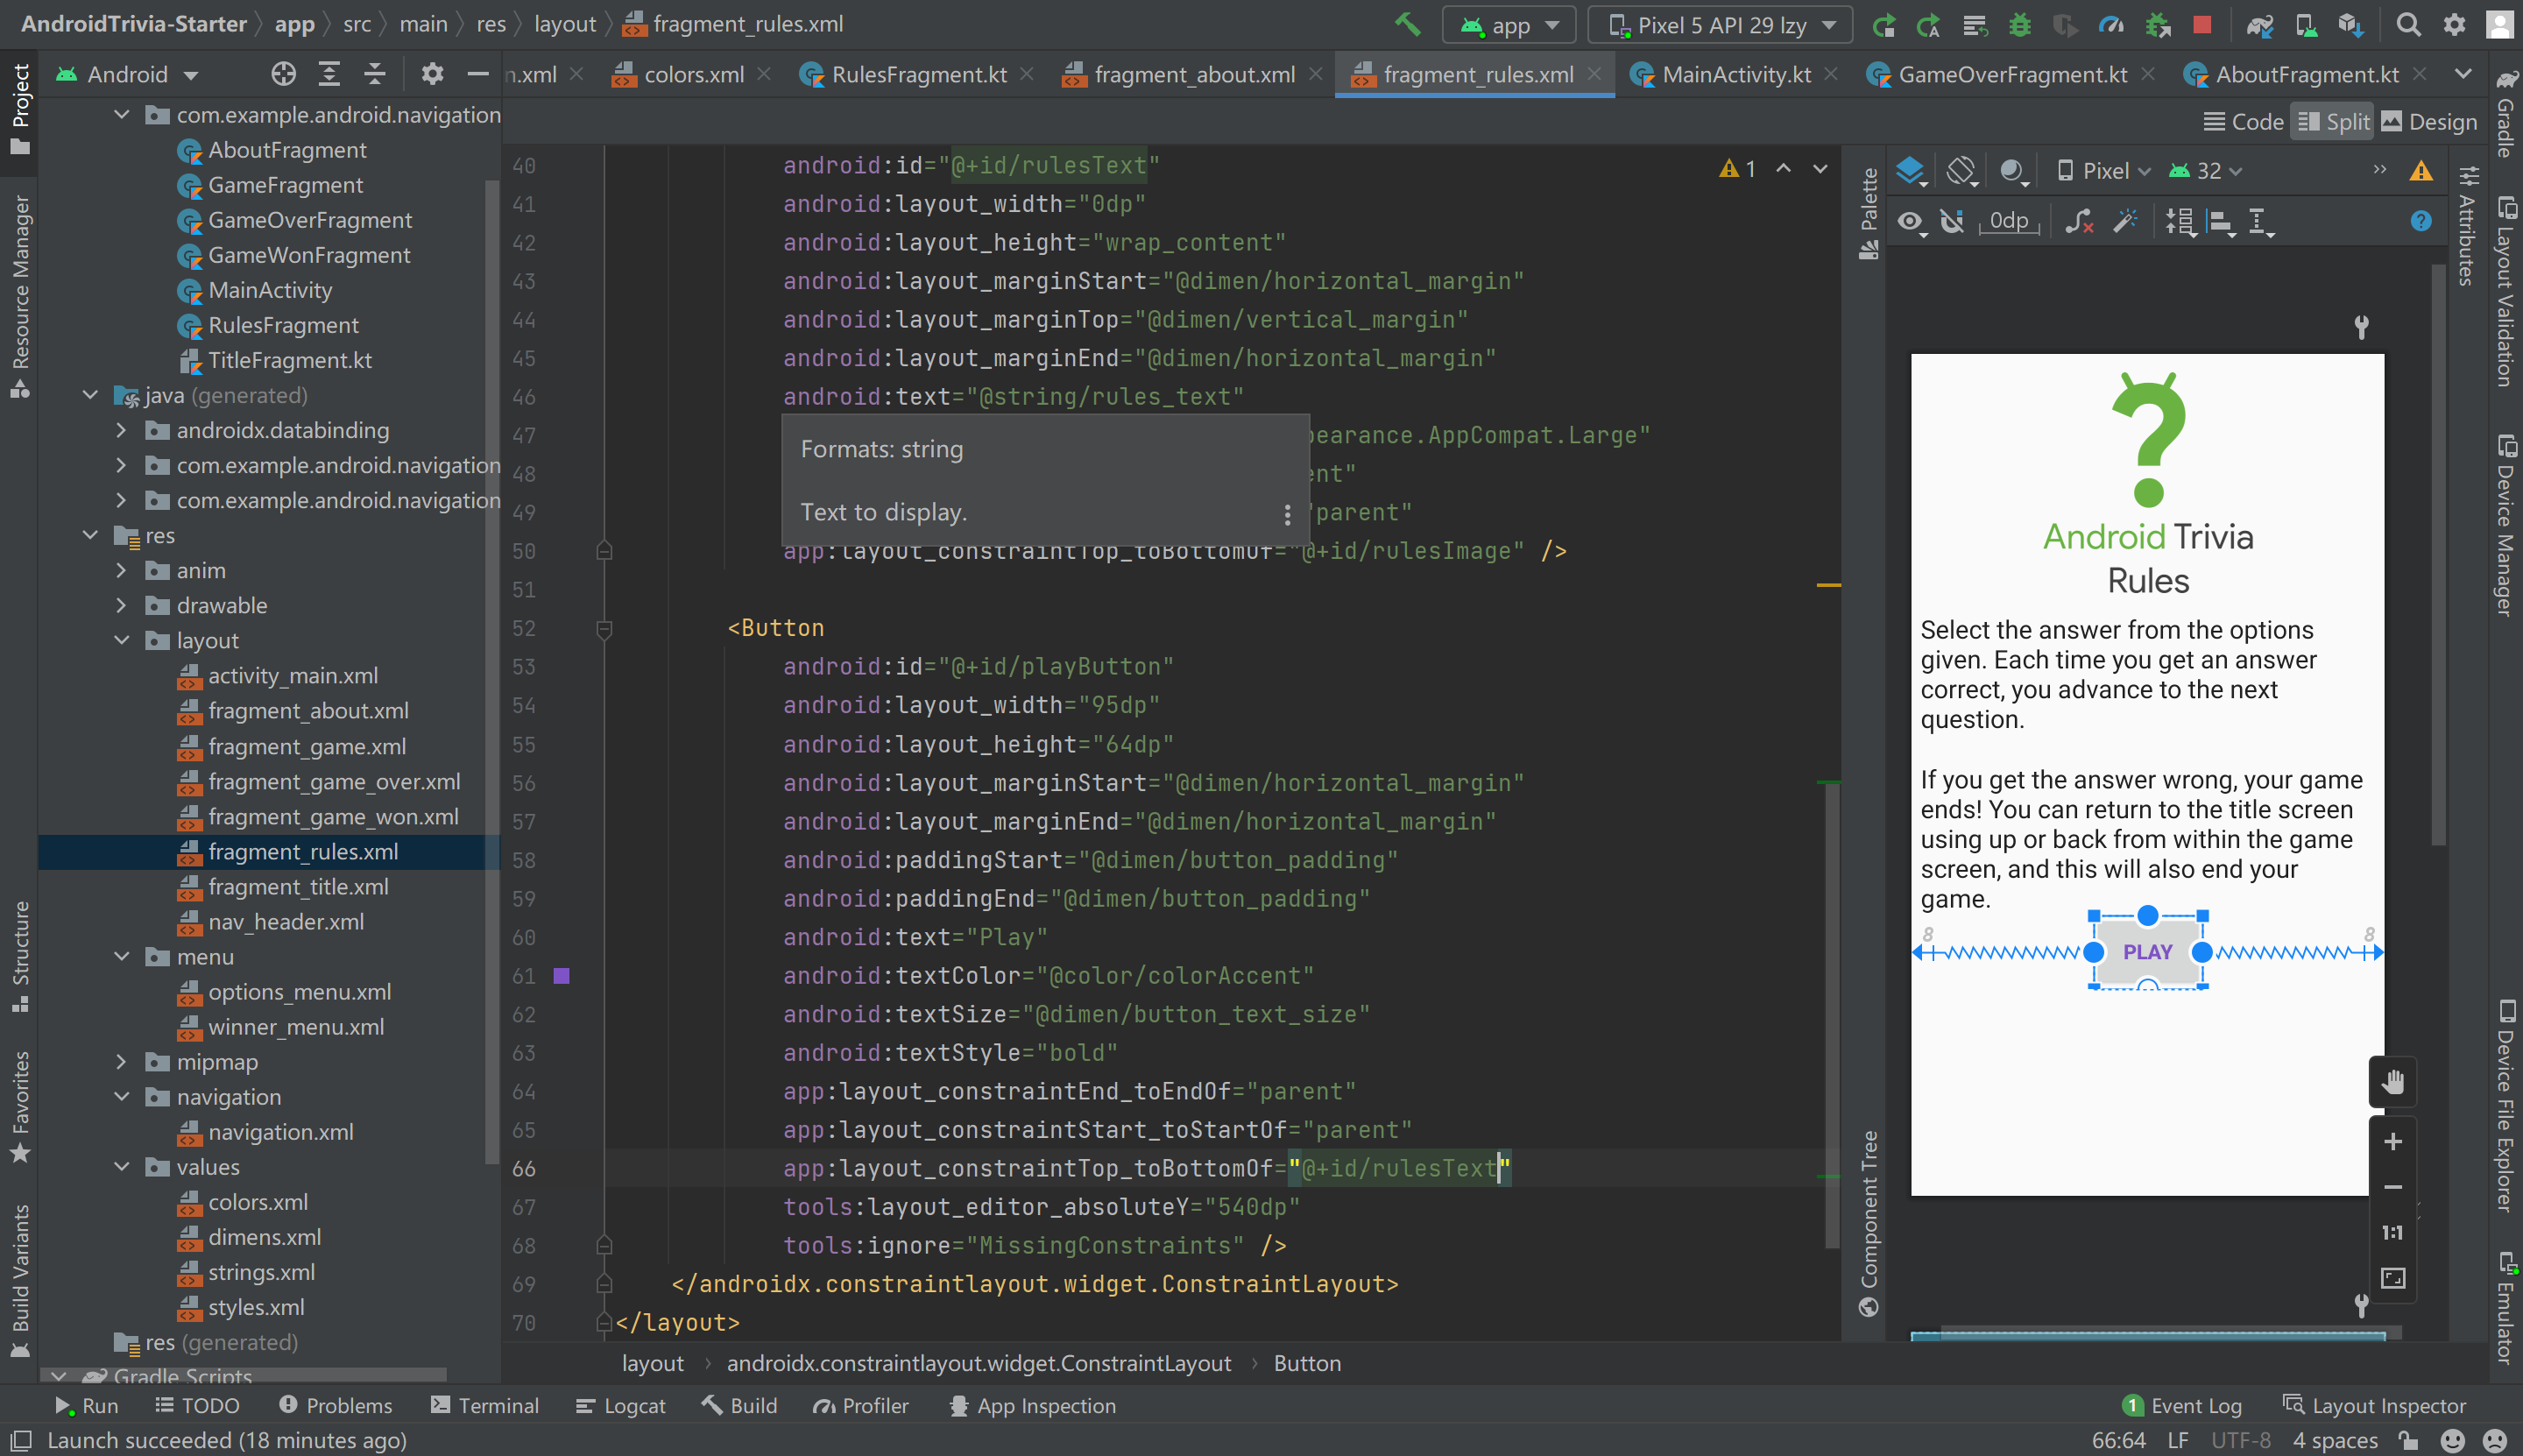 AndroidTrivia-Starter app src main res layout fragment_rules.xml
app
Pixel 5 API 29 lzy
Project
Resource Manager
Structure
Favorites
Build Variants
Android
com.example.android.navigation
AboutFragment
GameFragment
GameOverFragment
GameWonFragment
MainActivity
RulesFragment
TitleFragment.kt
java (generated)
androidx.databinding
com.example.android.navigation
com.example.android.navigation
res
anim
drawable
layout
activity_main.xml
fragment_about.xml
fragment_game.xml
fragment_game_over.xml
fragment_game_won.xml
fragment_rules.xml
fragment_title.xml
nav_header.xml
menu
options_menu.xml
winner_menu.xml
mipmap
navigation
navigation.xml
values
colors.xml
dimens.xml
strings.xml
styles.xml
res (generated)
Gradle Scripts
n.xml colors.xml RulesFragment.kt fragment_about.xml fragment_rules.xml MainActivity.kt GameOverFragment.kt AboutFragment.kt
Code Split Design
1
40 android:id="@+id/rulesText"
41 android:layout_width="0dp"
42 android:layout_height="wrap_content"
43 android:layout_marginStart="@dimen/horizontal_margin"
44 android:layout_marginTop="@dimen/vertical_margin"
45 android:layout_marginEnd="@dimen/horizontal_margin"
46 android:text="@string/rules_text"
47 pearance.AppCompat.Large"
48 ent"
49 "parent"
Formats: string
Text to display.
50 app:layout_constraintTop_toBottomOf="@+id/rulesImage" />
51
52 <Button
53 android:id="@+id/playButton"
54 android:layout_width="95dp"
55 android:layout_height="64dp"
56 android:layout_marginStart="@dimen/horizontal_margin"
57 android:layout_marginEnd="@dimen/horizontal_margin"
58 android:paddingStart="@dimen/button_padding"
59 android:paddingEnd="@dimen/button_padding"
60 android:text="Play"
61 android:textColor="@color/colorAccent"
62 android:textSize="@dimen/button_text_size"
63 android:textStyle="bold"
64 app:layout_constraintEnd_toEndOf="parent"
65 app:layout_constraintStart_toStartOf="parent"
66 app:layout_constraintTop_toBottomOf="@+id/rulesText"
67 tools:layout_editor_absoluteY="540dp"
68 tools:ignore="MissingConstraints" />
69 </androidx.constraintlayout.widget.ConstraintLayout>
70 </layout>
layout androidx.constraintlayout.widget.ConstraintLayout Button
Palette
Component Tree
Pixel 32
0dp
Android Trivia
Rules
Select the answer from the options
given. Each time you get an answer
correct, you advance to the next
question.
If you get the answer wrong, your game
ends! You can return to the title screen
using up or back from within the game
screen, and this will also end your
game.
8 8
PLAY
1:1
Attributes
Gradle
Layout Validation
Device Manager
Device File Explorer
Emulator
Run TODO Problems Terminal Logcat Build Profiler App Inspection
1 Event Log Layout Inspector
Launch succeeded (18 minutes ago)
66:64 LF UTF-8 4 spaces